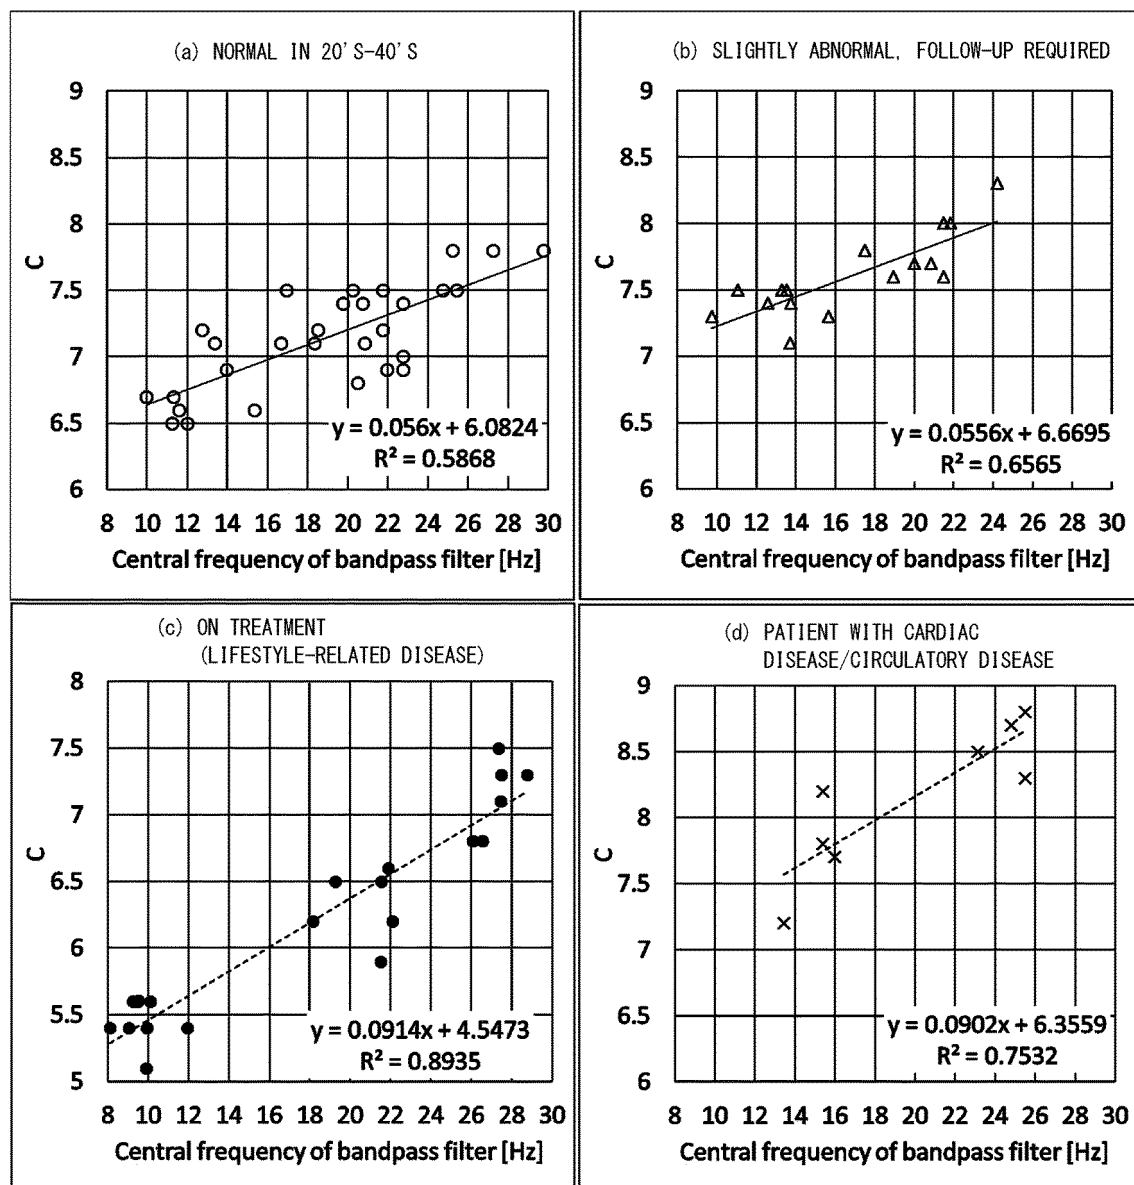 (a) NORMAL IN 20'S-40'S
9
8.5
8
7.5
7
6.5
6
C
y = 0.056x + 6.0824
R² = 0.5868
8 10 12 14 16 18 20 22 24 26 28 30
Central frequency of bandpass filter [Hz]
(b) SLIGHTLY ABNORMAL, FOLLOW-UP REQUIRED
9
8.5
8
7.5
7
6.5
6
C
y = 0.0556x + 6.6695
R² = 0.6565
8 10 12 14 16 18 20 22 24 26 28 30
Central frequency of bandpass filter [Hz]
(c) ON TREATMENT
(LIFESTYLE-RELATED DISEASE)
8
7.5
7
6.5
6
5.5
5
C
y = 0.0914x + 4.5473
R² = 0.8935
8 10 12 14 16 18 20 22 24 26 28 30
Central frequency of bandpass filter [Hz]
(d) PATIENT WITH CARDIAC
DISEASE/CIRCULATORY DISEASE
9
8.5
8
7.5
7
6.5
6
C
y = 0.0902x + 6.3559
R² = 0.7532
8 10 12 14 16 18 20 22 24 26 28 30
Central frequency of bandpass filter [Hz]